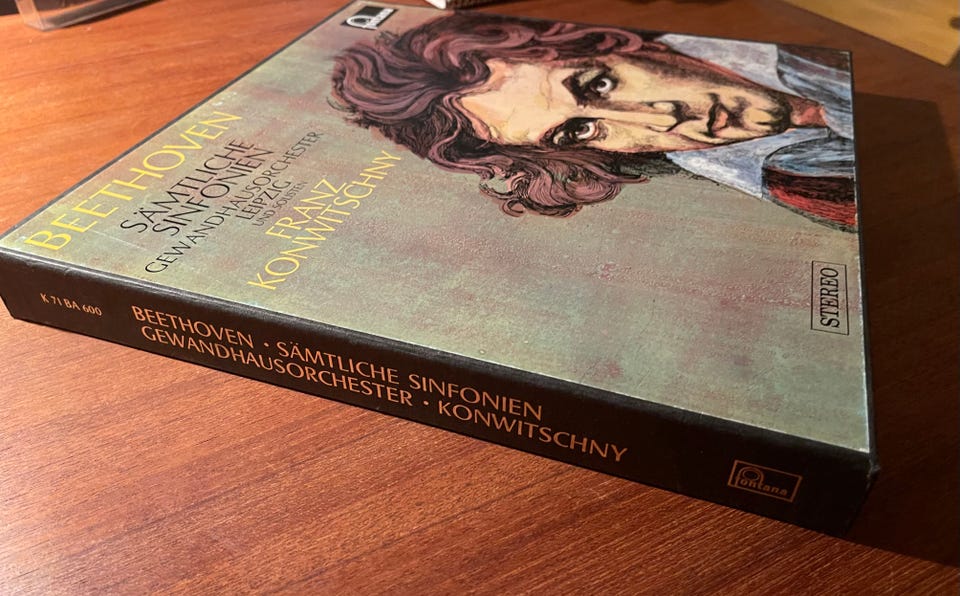 fontana
BEETHOVEN
SÄMTLICHE
SINFONIEN
GEWANDHAUSORCHESTER
LEIPZIG
UND SOLISTEN
FRANZ
KONWITSCHNY
STEREO
K 71 BA 600
BEETHOVEN · SÄMTLICHE SINFONIEN
GEWANDHAUSORCHESTER · KONWITSCHNY
fontana